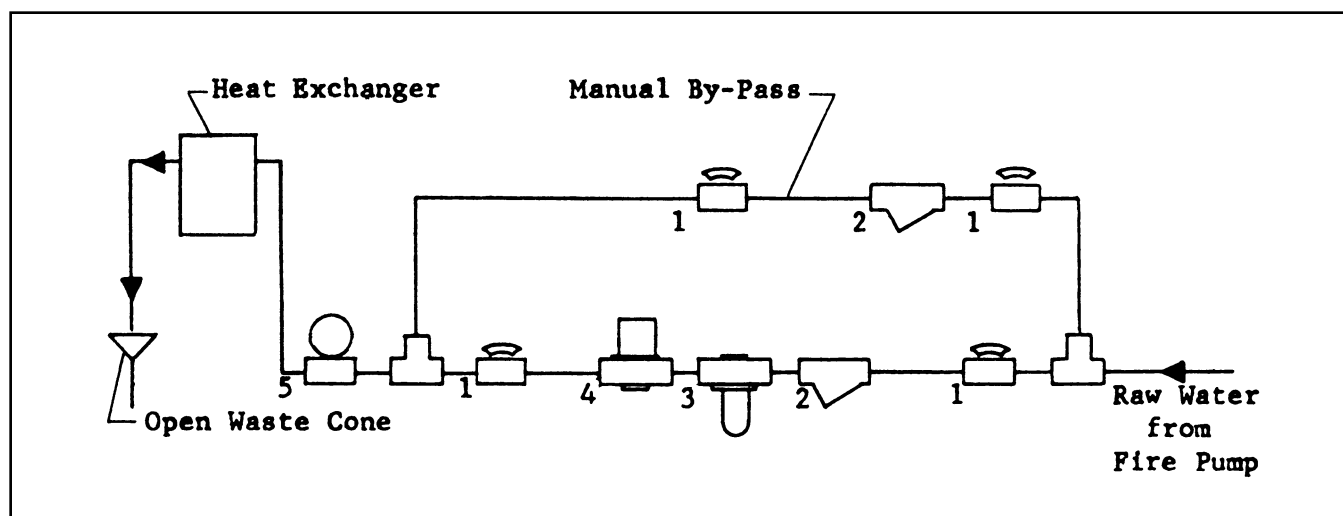 Heat Exchanger
Manual By-Pass
1
2
1
5
1
4
3
2
1
Open Waste Cone
Raw Water
from
Fire Pump